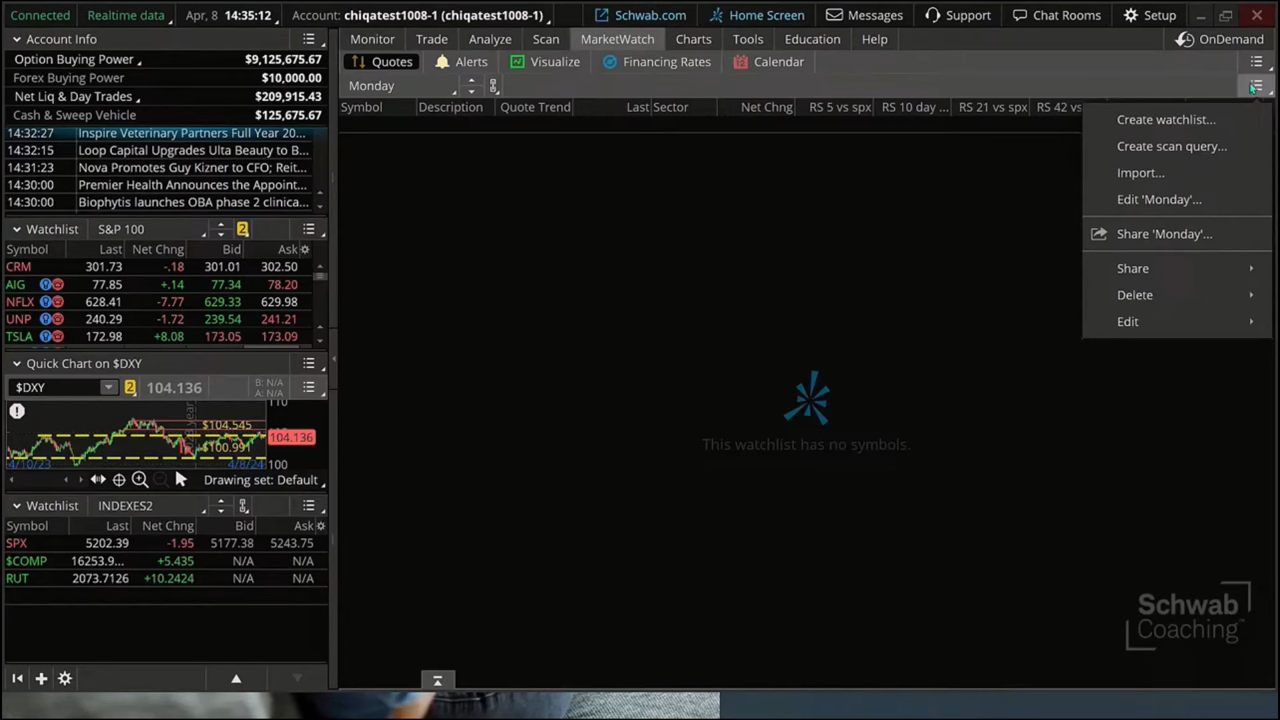 Connected Realtime data Apr, 8 14:35:12 Account: chiqatest1008-1 (chiqatest1008-1) Schwab.com Home Screen Messages Support Chat Rooms Setup
Account Info
Option Buying Power $9,125,675.67
Forex Buying Power $10,000.00
Net Liq & Day Trades $209,915.43
Cash & Sweep Vehicle $125,675.67
14:32:27 Inspire Veterinary Partners Full Year 20...
14:32:15 Loop Capital Upgrades Ulta Beauty to B...
14:31:23 Nova Promotes Guy Kizner to CFO; Reit...
14:30:00 Premier Health Announces the Appoint...
14:30:00 Biophytis launches OBA phase 2 clinica...
Watchlist S&P 100 2
Symbol Last Net Chng Bid Ask
CRM 301.73 -.18 301.01 302.50
AIG 77.85 +.14 77.34 78.20
NFLX 628.41 -7.77 629.33 629.98
UNP 240.29 -1.72 239.54 241.21
TSLA 172.98 +8.08 173.05 173.09
Quick Chart on $DXY
$DXY 2 104.136 B: N/A
A: N/A
110
$104.545
104.136
$100.991
4/10/23 4/8/24 100
Drawing set: Default
Watchlist INDEXES2
Symbol Last Net Chng Bid Ask
SPX 5202.39 -1.95 5177.38 5243.75
$COMP 16253.9... +5.435 N/A N/A
RUT 2073.7126 +10.2424 N/A N/A
Monitor Trade Analyze Scan MarketWatch Charts Tools Education Help OnDemand
Quotes Alerts Visualize Financing Rates Calendar
Monday
Symbol Description Quote Trend Last Sector Net Chng RS 5 vs spx RS 10 day ... RS 21 vs spx RS 42 vs
Create watchlist...
Create scan query...
Import...
Edit 'Monday'...
Share 'Monday'...
Share
Delete
Edit
This watchlist has no symbols.
Schwab
Coaching